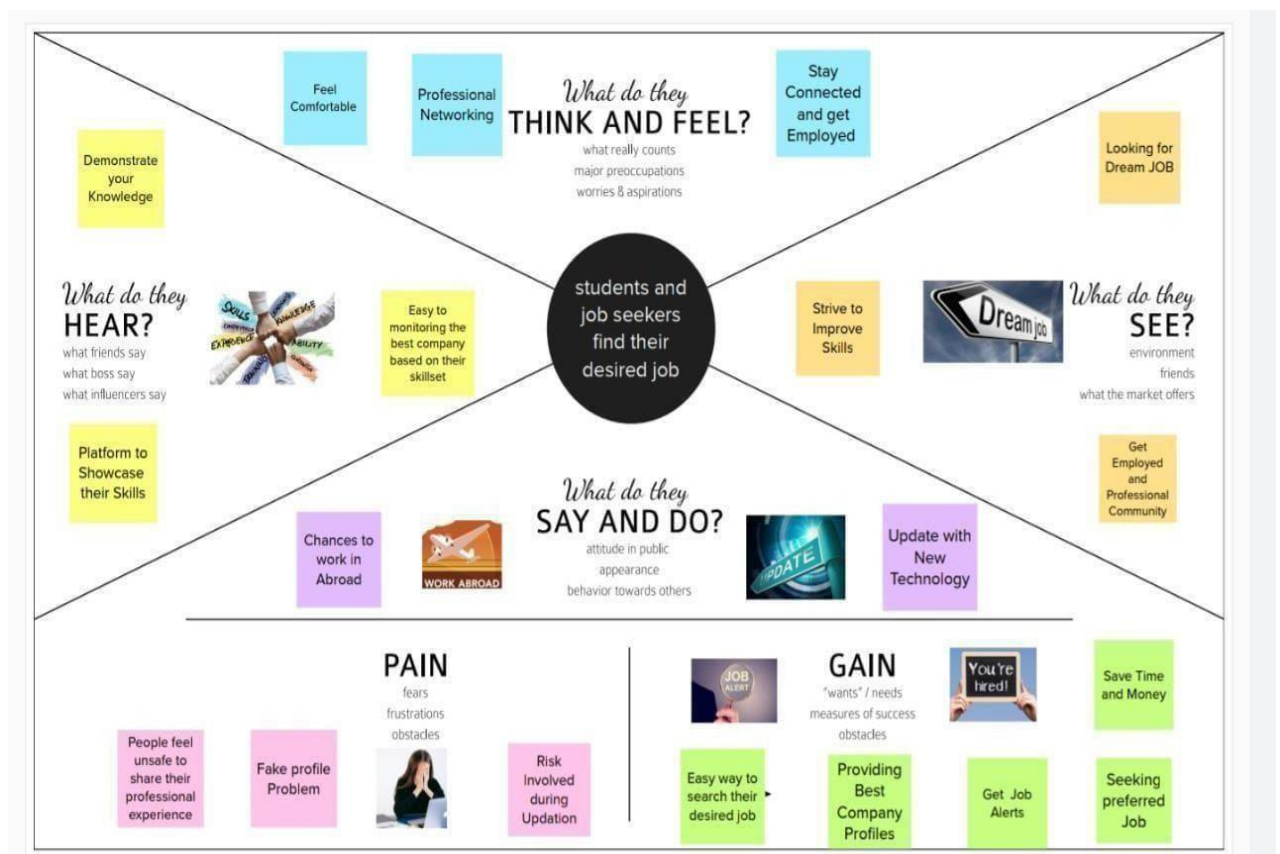 Feel
Comfortable
Professional
Networking
What do they
THINK AND FEEL?
what really counts
major preoccupations
worries & aspirations
Stay
Connected
and get
Employed
Demonstrate
your
Knowledge
Looking for
Dream JOB
What do they
HEAR?
what friends say
what boss say
what influencers say
SKILLS
KNOWLEDGE
EXPERIENCE
ABILITY
Easy to
monitoring the
best company
based on their
skillset
students and
job seekers
find their
desired job
Strive to
Improve
Skills
Dream job
What do they
SEE?
environment
friends
what the market offers
Platform to
Showcase
their Skills
Get
Employed
and
Professional
Community
What do they
SAY AND DO?
attitude in public
appearance
behavior towards others
Chances to
work in
Abroad
WORK ABROAD
UPDATE
Update with
New
Technology
PAIN
fears
frustrations
obstacles
People feel
unsafe to
share their
professional
experience
Fake profile
Problem
Risk
Involved
during
Updation
JOB
ALERT
GAIN
"wants" / needs
measures of success
obstacles
You're
hired!
Save Time
and Money
Easy way to
search their
desired job
Providing
Best
Company
Profiles
Get Job
Alerts
Seeking
preferred
Job